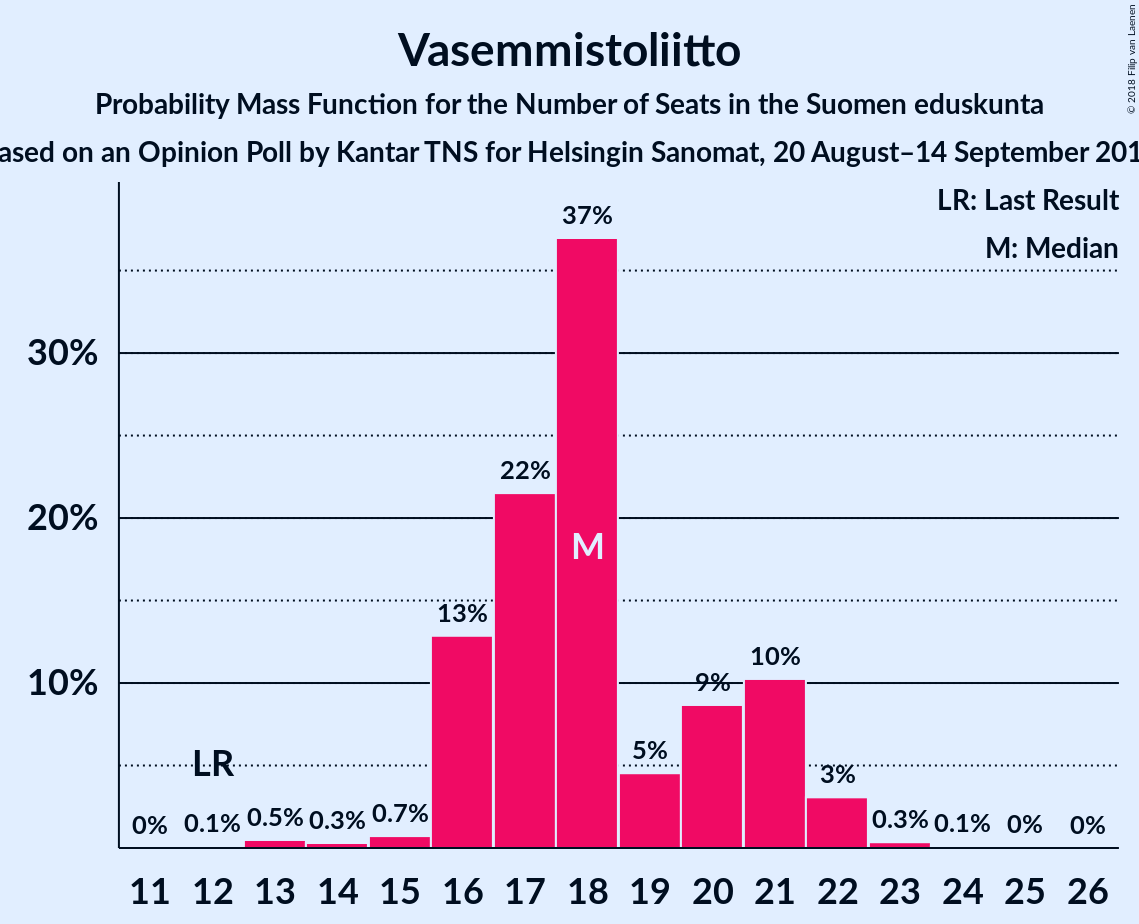 Vasemmistoliitto
Probability Mass Function for the Number of Seats in the Suomen eduskunta
on an Opinion Poll by Kantar TNS for Helsingin Sanomat, 20 August–14 September
© 2018 Filip van Laenen
LR: Last Result
M: Median
30%
20%
10%
0%
0.1%
0.5%
0.3%
0.7%
13%
22%
37%
5%
9%
10%
3%
0.3%
0.1%
0%
0%
LR
M
11 12 13 14 15 16 17 18 19 20 21 22 23 24 25 26